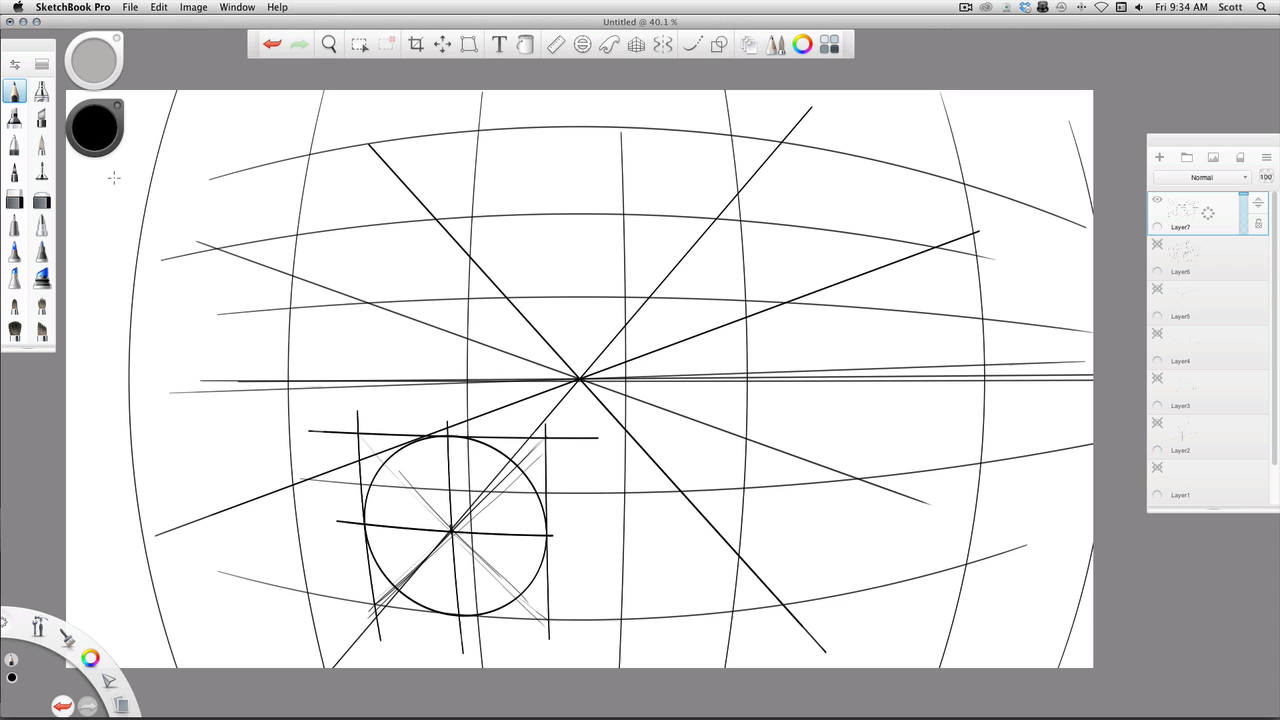 SketchBook Pro File Edit Image Window Help Fri 9:34 AM Scott
Untitled @ 40.1 %
T
Normal 100
Layer7
Layer6
Layer5
Layer4
Layer3
Layer2
Layer1